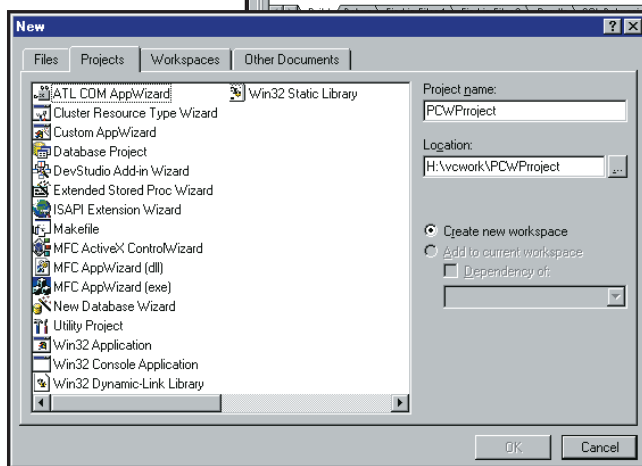 New
Files
Projects
Workspaces
Other Documents
ATL COM AppWizard
Cluster Resource Type Wizard
Custom AppWizard
Database Project
DevStudio Add-in Wizard
Extended Stored Proc Wizard
ISAPI Extension Wizard
Makefile
MFC ActiveX ControlWizard
MFC AppWizard (dll)
MFC AppWizard (exe)
New Database Wizard
Utility Project
Win32 Application
Win32 Console Application
Win32 Dynamic-Link Library
Win32 Static Library
Project name:
PCWPrroject
Location:
H:\vcwork\PCWPrroject
...
Create new workspace
Add to current workspace
Dependency of:
OK
Cancel